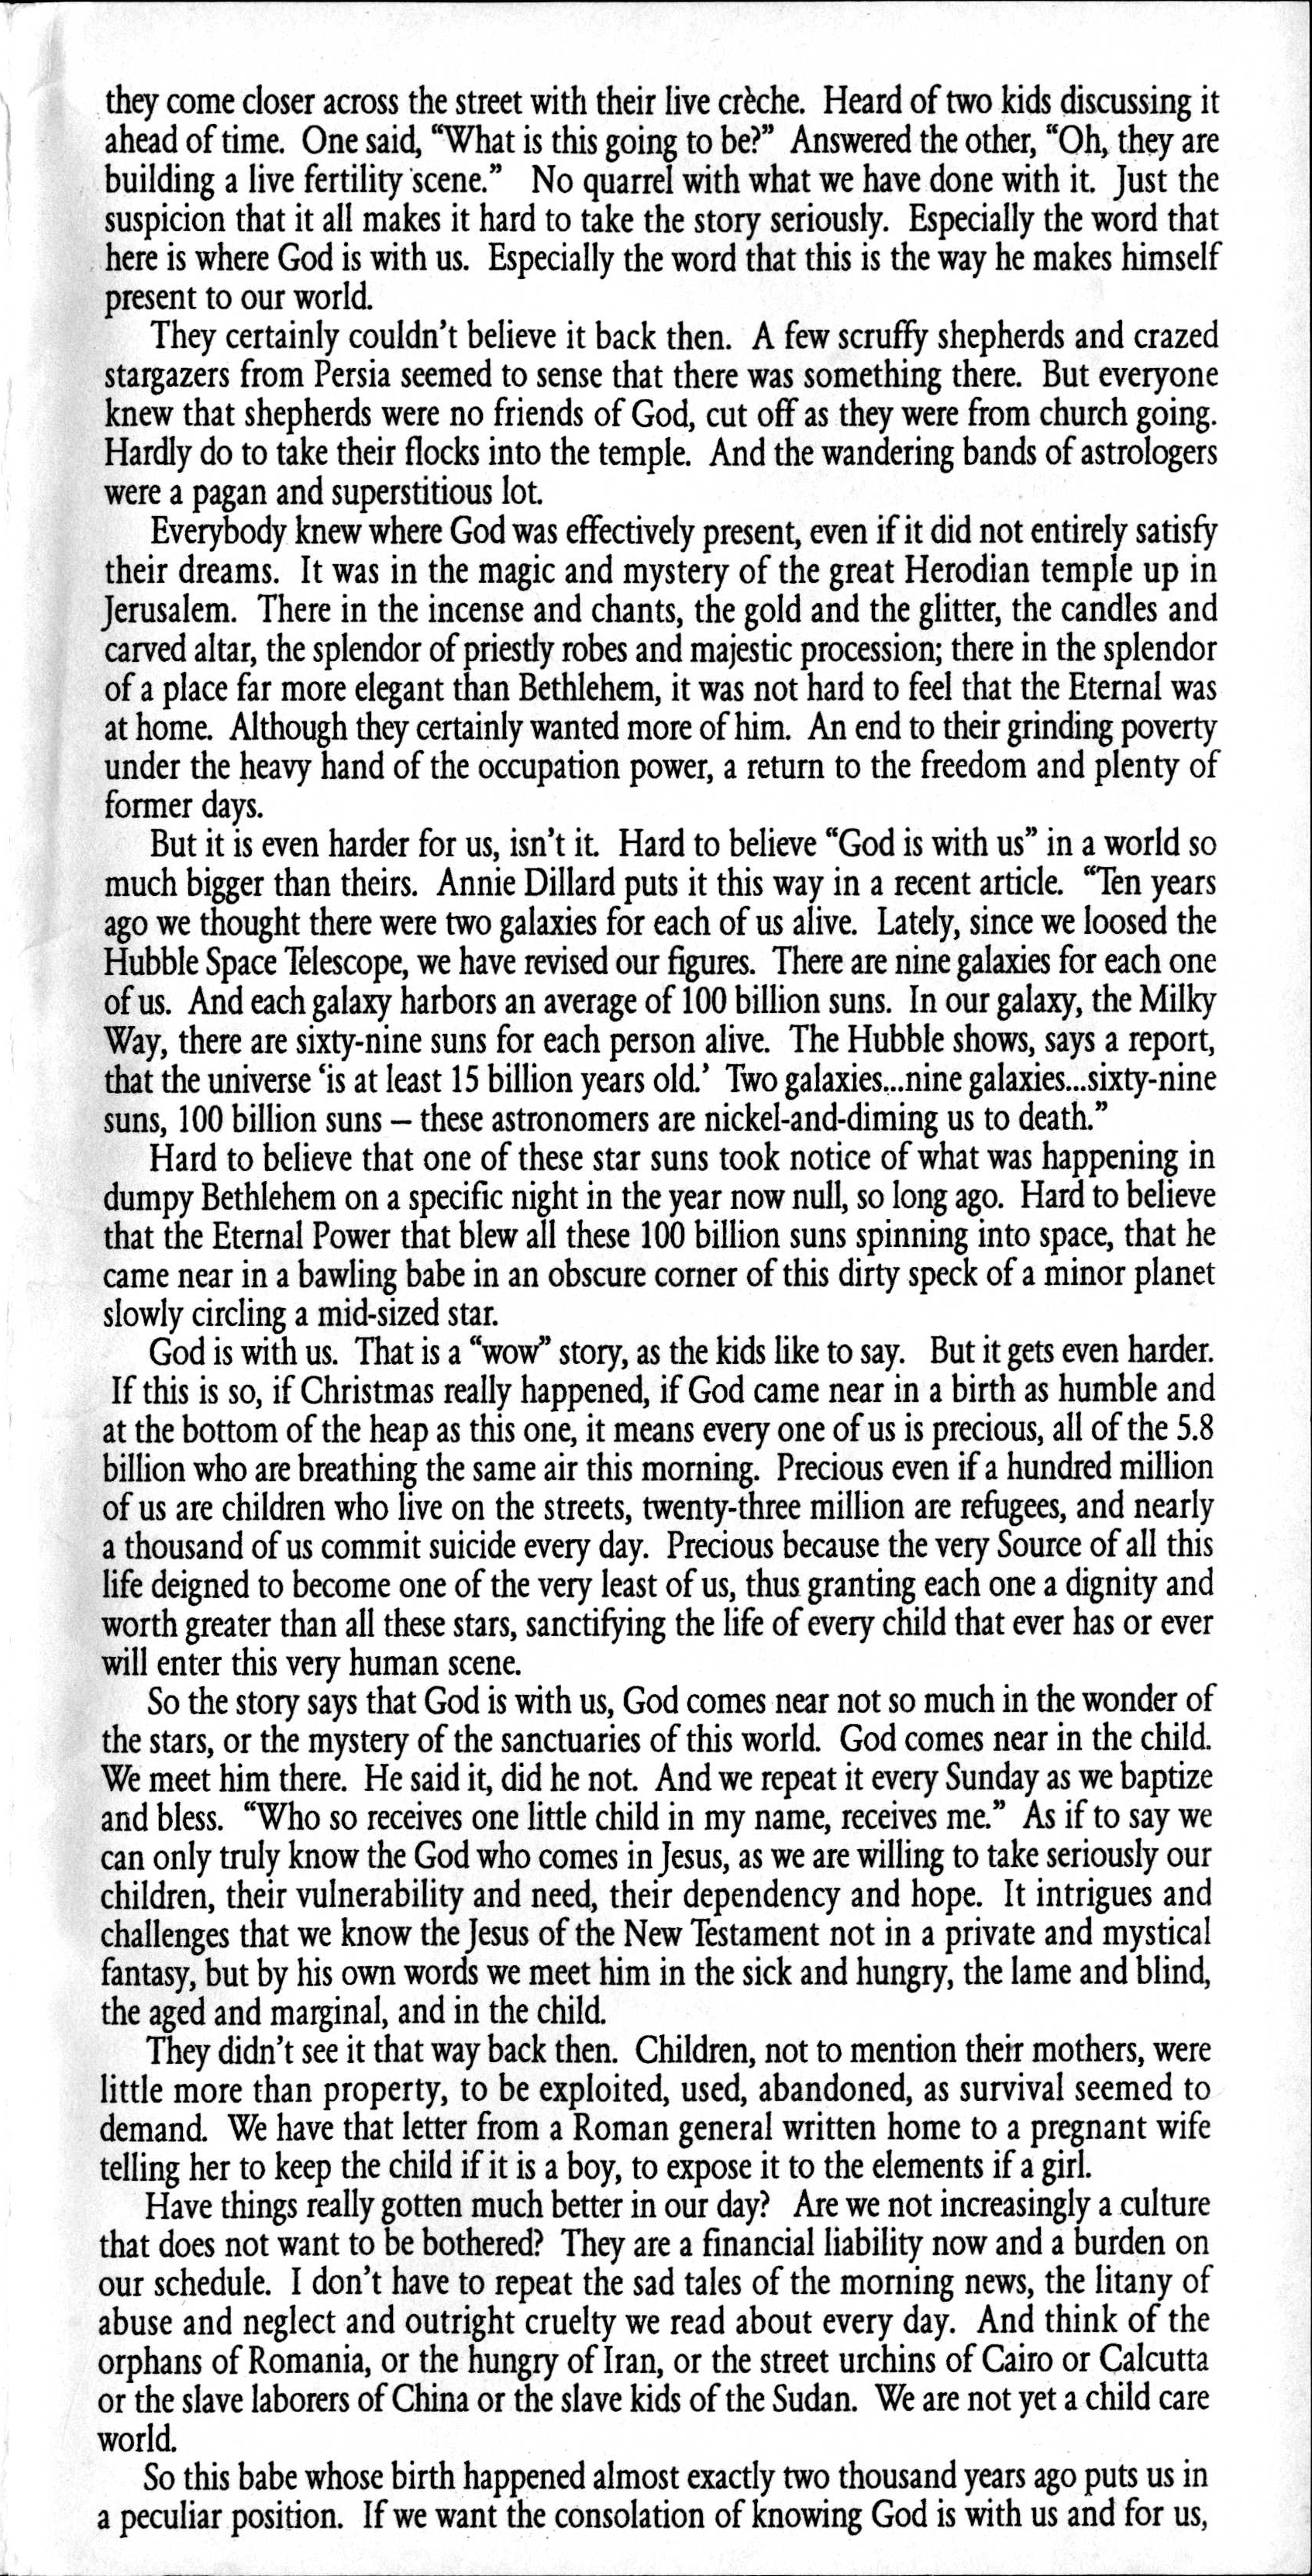 they come closer across the street with their live crèche. Heard of two kids discussing it
ahead of time. One said, “What is this going to be?” Answered the other, “Oh, they are
building a live fertility scene.” No quarrel with what we have done with it. Just the
suspicion that it all makes it hard to take the story seriously. Especially the word that
here is where God is with us. Especially the word that this is the way he makes himself
present to our world.
They certainly couldn’t believe it back then. A few scruffy shepherds and crazed
stargazers from Persia seemed to sense that there was something there. But everyone
knew that shepherds were no friends of God, cut off as they were from church going.
Hardly do to take their flocks into the temple. And the wandering bands of astrologers
were a pagan and superstitious lot.
Everybody knew where God was effectively present, even if it did not entirely satisfy
their dreams. It was in the magic and mystery of the great Herodian temple up in
Jerusalem. There in the incense and chants, the gold and the glitter, the candles and
carved altar, the splendor of priestly robes and majestic procession; there in the splendor
of a place far more elegant than Bethlehem, it was not hard to feel that the Eternal was
at home. Although they certainly wanted more of him. An end to their grinding poverty
under the heavy hand of the occupation power, a return to the freedom and plenty of
former days.
But it is even harder for us, isn’t it. Hard to believe “God is with us” in a world so
much bigger than theirs. Annie Dillard puts it this way in a recent article. “Ten years
ago we thought there were two galaxies for each of us alive. Lately, since we loosed the
Hubble Space Telescope, we have revised our figures. There are nine galaxies for each one
of us. And each galaxy harbors an average of 100 billion suns. In our galaxy, the Milky
Way, there are sixty-nine suns for each person alive. The Hubble shows, says a report,
that the universe ‘is at least 15 billion years old.’ Two galaxies...nine galaxies...sixty-nine
suns, 100 billion suns – these astronomers are nickel-and-diming us to death.”
Hard to believe that one of these star suns took notice of what was happening in
dumpy Bethlehem on a specific night in the year now null, so long ago. Hard to believe
that the Eternal Power that blew all these 100 billion suns spinning into space, that he
came near in a bawling babe in an obscure corner of this dirty speck of a minor planet
slowly circling a mid-sized star.
God is with us. That is a “wow” story, as the kids like to say. But it gets even harder.
If this is so, if Christmas really happened, if God came near in a birth as humble and
at the bottom of the heap as this one, it means every one of us is precious, all of the 5.8
billion who are breathing the same air this morning. Precious even if a hundred million
of us are children who live on the streets, twenty-three million are refugees, and nearly
a thousand of us commit suicide every day. Precious because the very Source of all this
life deigned to become one of the very least of us, thus granting each one a dignity and
worth greater than all these stars, sanctifying the life of every child that ever has or ever
will enter this very human scene.
So the story says that God is with us, God comes near not so much in the wonder of
the stars, or the mystery of the sanctuaries of this world. God comes near in the child.
We meet him there. He said it, did he not. And we repeat it every Sunday as we baptize
and bless. “Who so receives one little child in my name, receives me.” As if to say we
can only truly know the God who comes in Jesus, as we are willing to take seriously our
children, their vulnerability and need, their dependency and hope. It intrigues and
challenges that we know the Jesus of the New Testament not in a private and mystical
fantasy, but by his own words we meet him in the sick and hungry, the lame and blind,
the aged and marginal, and in the child.
They didn’t see it that way back then. Children, not to mention their mothers, were
little more than property, to be exploited, used, abandoned, as survival seemed to
demand. We have that letter from a Roman general written home to a pregnant wife
telling her to keep the child if it is a boy, to expose it to the elements if a girl.
Have things really gotten much better in our day? Are we not increasingly a culture
that does not want to be bothered? They are a financial liability now and a burden on
our schedule. I don’t have to repeat the sad tales of the morning news, the litany of
abuse and neglect and outright cruelty we read about every day. And think of the
orphans of Romania, or the hungry of Iran, or the street urchins of Cairo or Calcutta
or the slave laborers of China or the slave kids of the Sudan. We are not yet a child care
world.
So this babe whose birth happened almost exactly two thousand years ago puts us in
a peculiar position. If we want the consolation of knowing God is with us and for us,